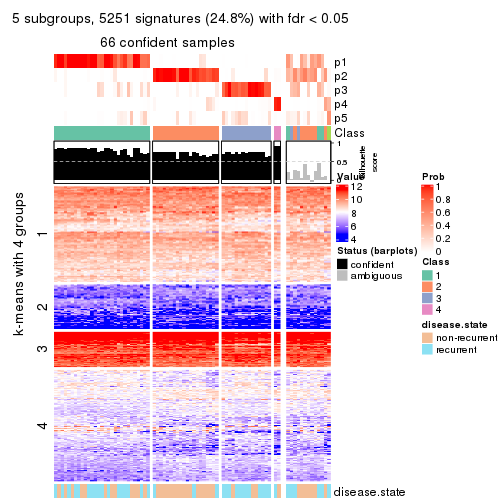 5 subgroups, 5251 signatures (24.8%) with fdr < 0.05
66 confident samples
p1
p2
p3
p4
p5
Class
1
0.5
0
Silhouette
score
k-means with 4 groups
1
2
3
4
disease.state
Value
12
10
8
6
4
Status (barplots)
confident
ambiguous
Prob
1
0.8
0.6
0.4
0.2
0
Class
1
2
3
4
disease.state
non-recurrent
recurrent